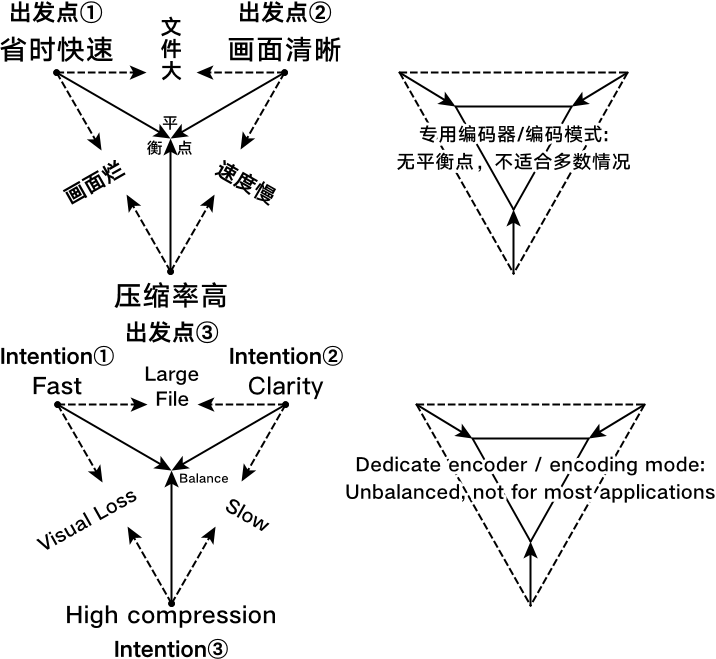 出发点①
省时快速
出发点②
画面清晰
文件大
平
衡 点
画面烂
速度慢
压缩率高
出发点③
专用编码器/编码模式:
无平衡点，不适合多数情况
Intention①
Fast
Intention②
Clarity
Large
File
Balance
Visual Loss
Slow
High compression
Intention③
Dedicate encoder / encoding mode:
Unbalanced, not for most applications